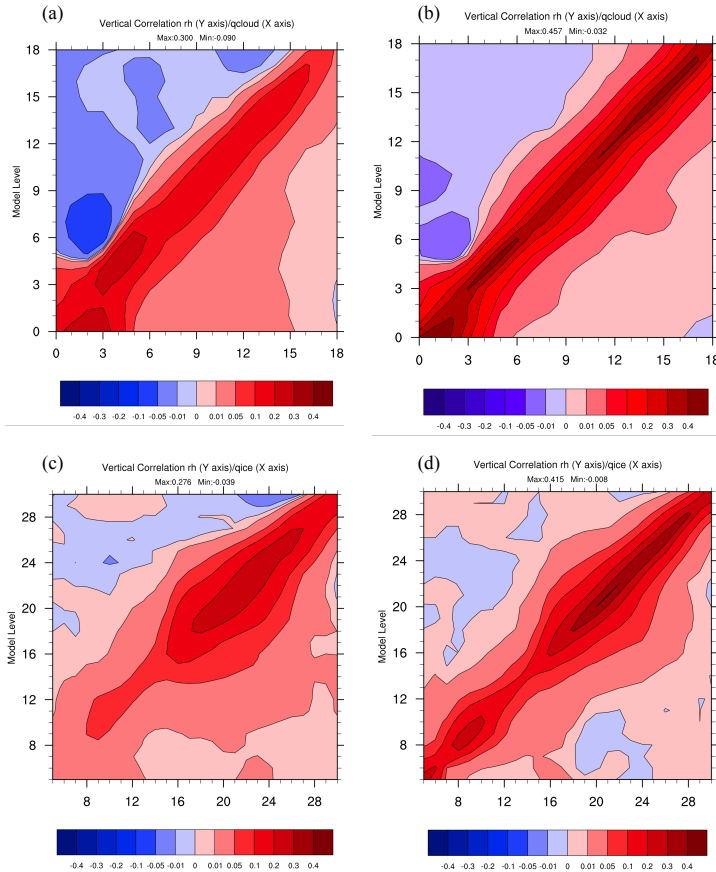 (a)
Vertical Correlation rh (Y axis)/qcloud (X axis)
Max:0.300 Min:-0.090
18
15
12
9
6
3
0
Model Level
0 3 6 9 12 15 18
-0.4 -0.3 -0.2 -0.1 -0.05 -0.01 0 0.01 0.05 0.1 0.2 0.3 0.4
(b)
Vertical Correlation rh (Y axis)/qcloud (X axis)
Max:0.457 Min:-0.032
18
15
12
9
6
3
0
Model Level
0 3 6 9 12 15 18
-0.4 -0.3 -0.2 -0.1 -0.05 -0.01 0 0.01 0.05 0.1 0.2 0.3 0.4
(c)
Vertical Correlation rh (Y axis)/qice (X axis)
Max:0.276 Min:-0.039
28
24
20
16
12
8
Model Level
8 12 16 20 24 28
-0.4 -0.3 -0.2 -0.1 -0.05 -0.01 0 0.01 0.05 0.1 0.2 0.3 0.4
(d)
Vertical Correlation rh (Y axis)/qice (X axis)
Max:0.415 Min:-0.008
28
24
20
16
12
8
Model Level
8 12 16 20 24 28
-0.4 -0.3 -0.2 -0.1 -0.05 -0.01 0 0.01 0.05 0.1 0.2 0.3 0.4